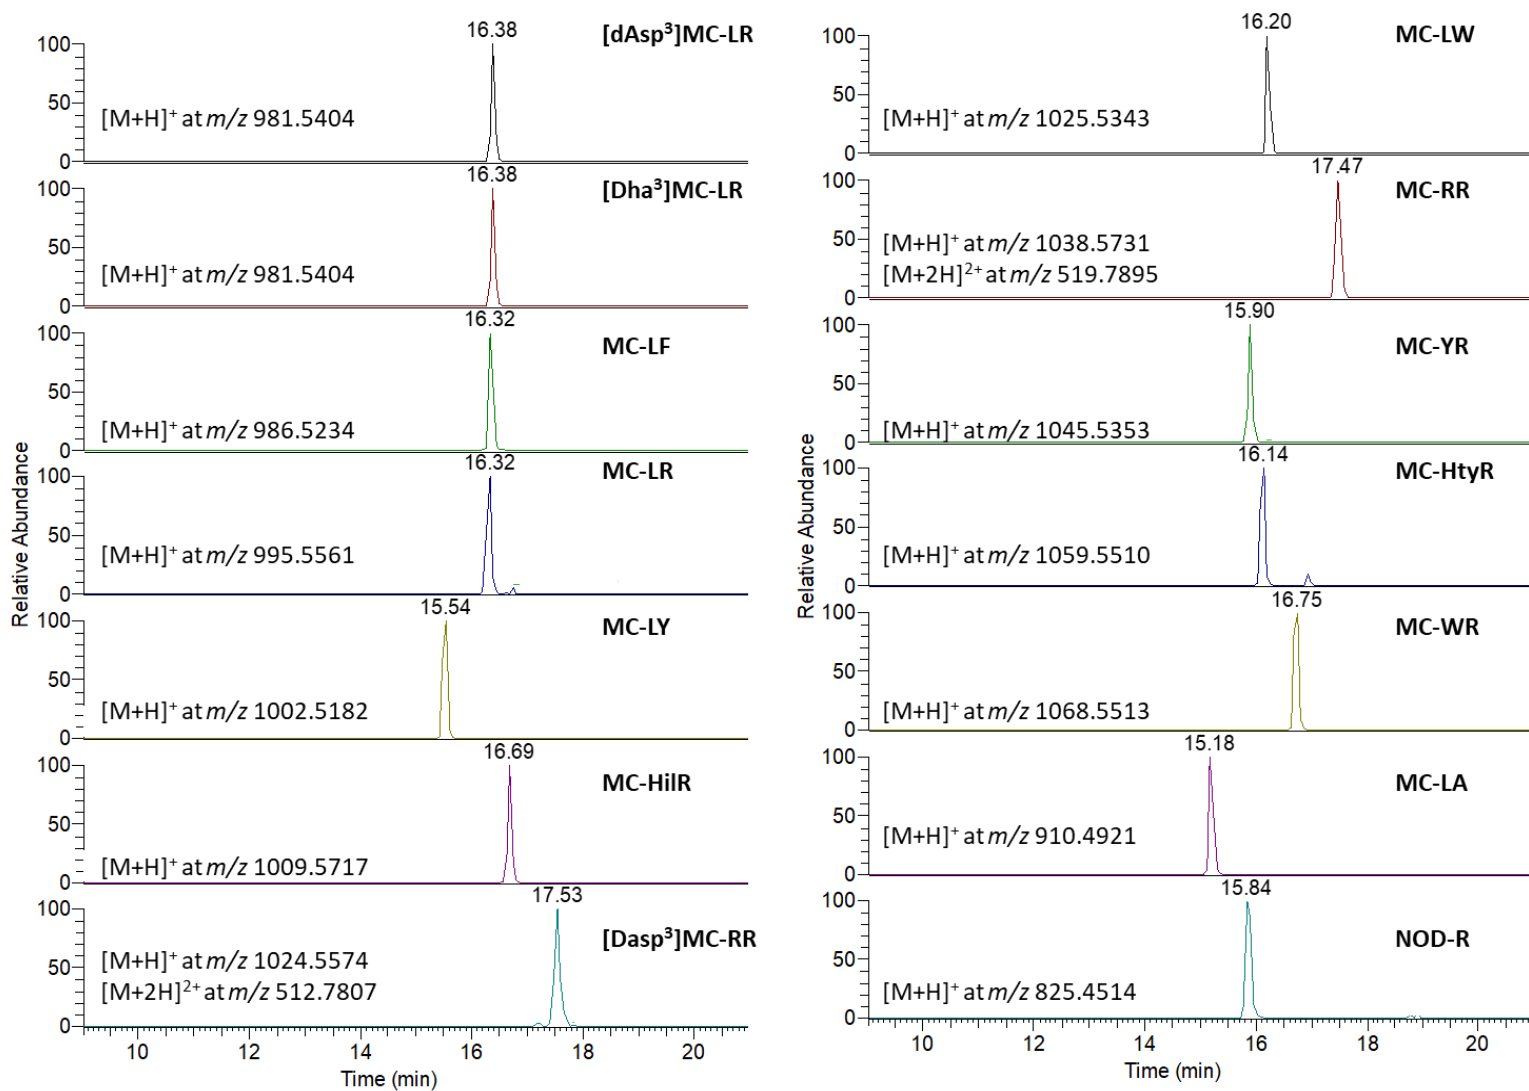 16.38
[dAsp³]MC-LR
100
50
0
[M+H]⁺ at m/z 981.5404
16.38
[Dha³]MC-LR
100
50
0
[M+H]⁺ at m/z 981.5404
16.32
MC-LF
100
50
0
[M+H]⁺ at m/z 986.5234
16.32
MC-LR
100
50
0
[M+H]⁺ at m/z 995.5561
15.54
MC-LY
100
50
0
[M+H]⁺ at m/z 1002.5182
16.69
MC-HilR
100
50
0
[M+H]⁺ at m/z 1009.5717
17.53
[Dasp³]MC-RR
100
50
0
[M+H]⁺ at m/z 1024.5574
[M+2H]²⁺ at m/z 512.7807
Relative Abundance
10 12 14 16 18 20
Time (min)
16.20
MC-LW
100
50
0
[M+H]⁺ at m/z 1025.5343
17.47
MC-RR
100
50
0
[M+H]⁺ at m/z 1038.5731
[M+2H]²⁺ at m/z 519.7895
15.90
MC-YR
100
50
0
[M+H]⁺ at m/z 1045.5353
16.14
MC-HtyR
100
50
0
[M+H]⁺ at m/z 1059.5510
16.75
MC-WR
100
50
0
[M+H]⁺ at m/z 1068.5513
15.18
MC-LA
100
50
0
[M+H]⁺ at m/z 910.4921
15.84
NOD-R
100
50
0
[M+H]⁺ at m/z 825.4514
Relative Abundance
10 12 14 16 18 20
Time (min)